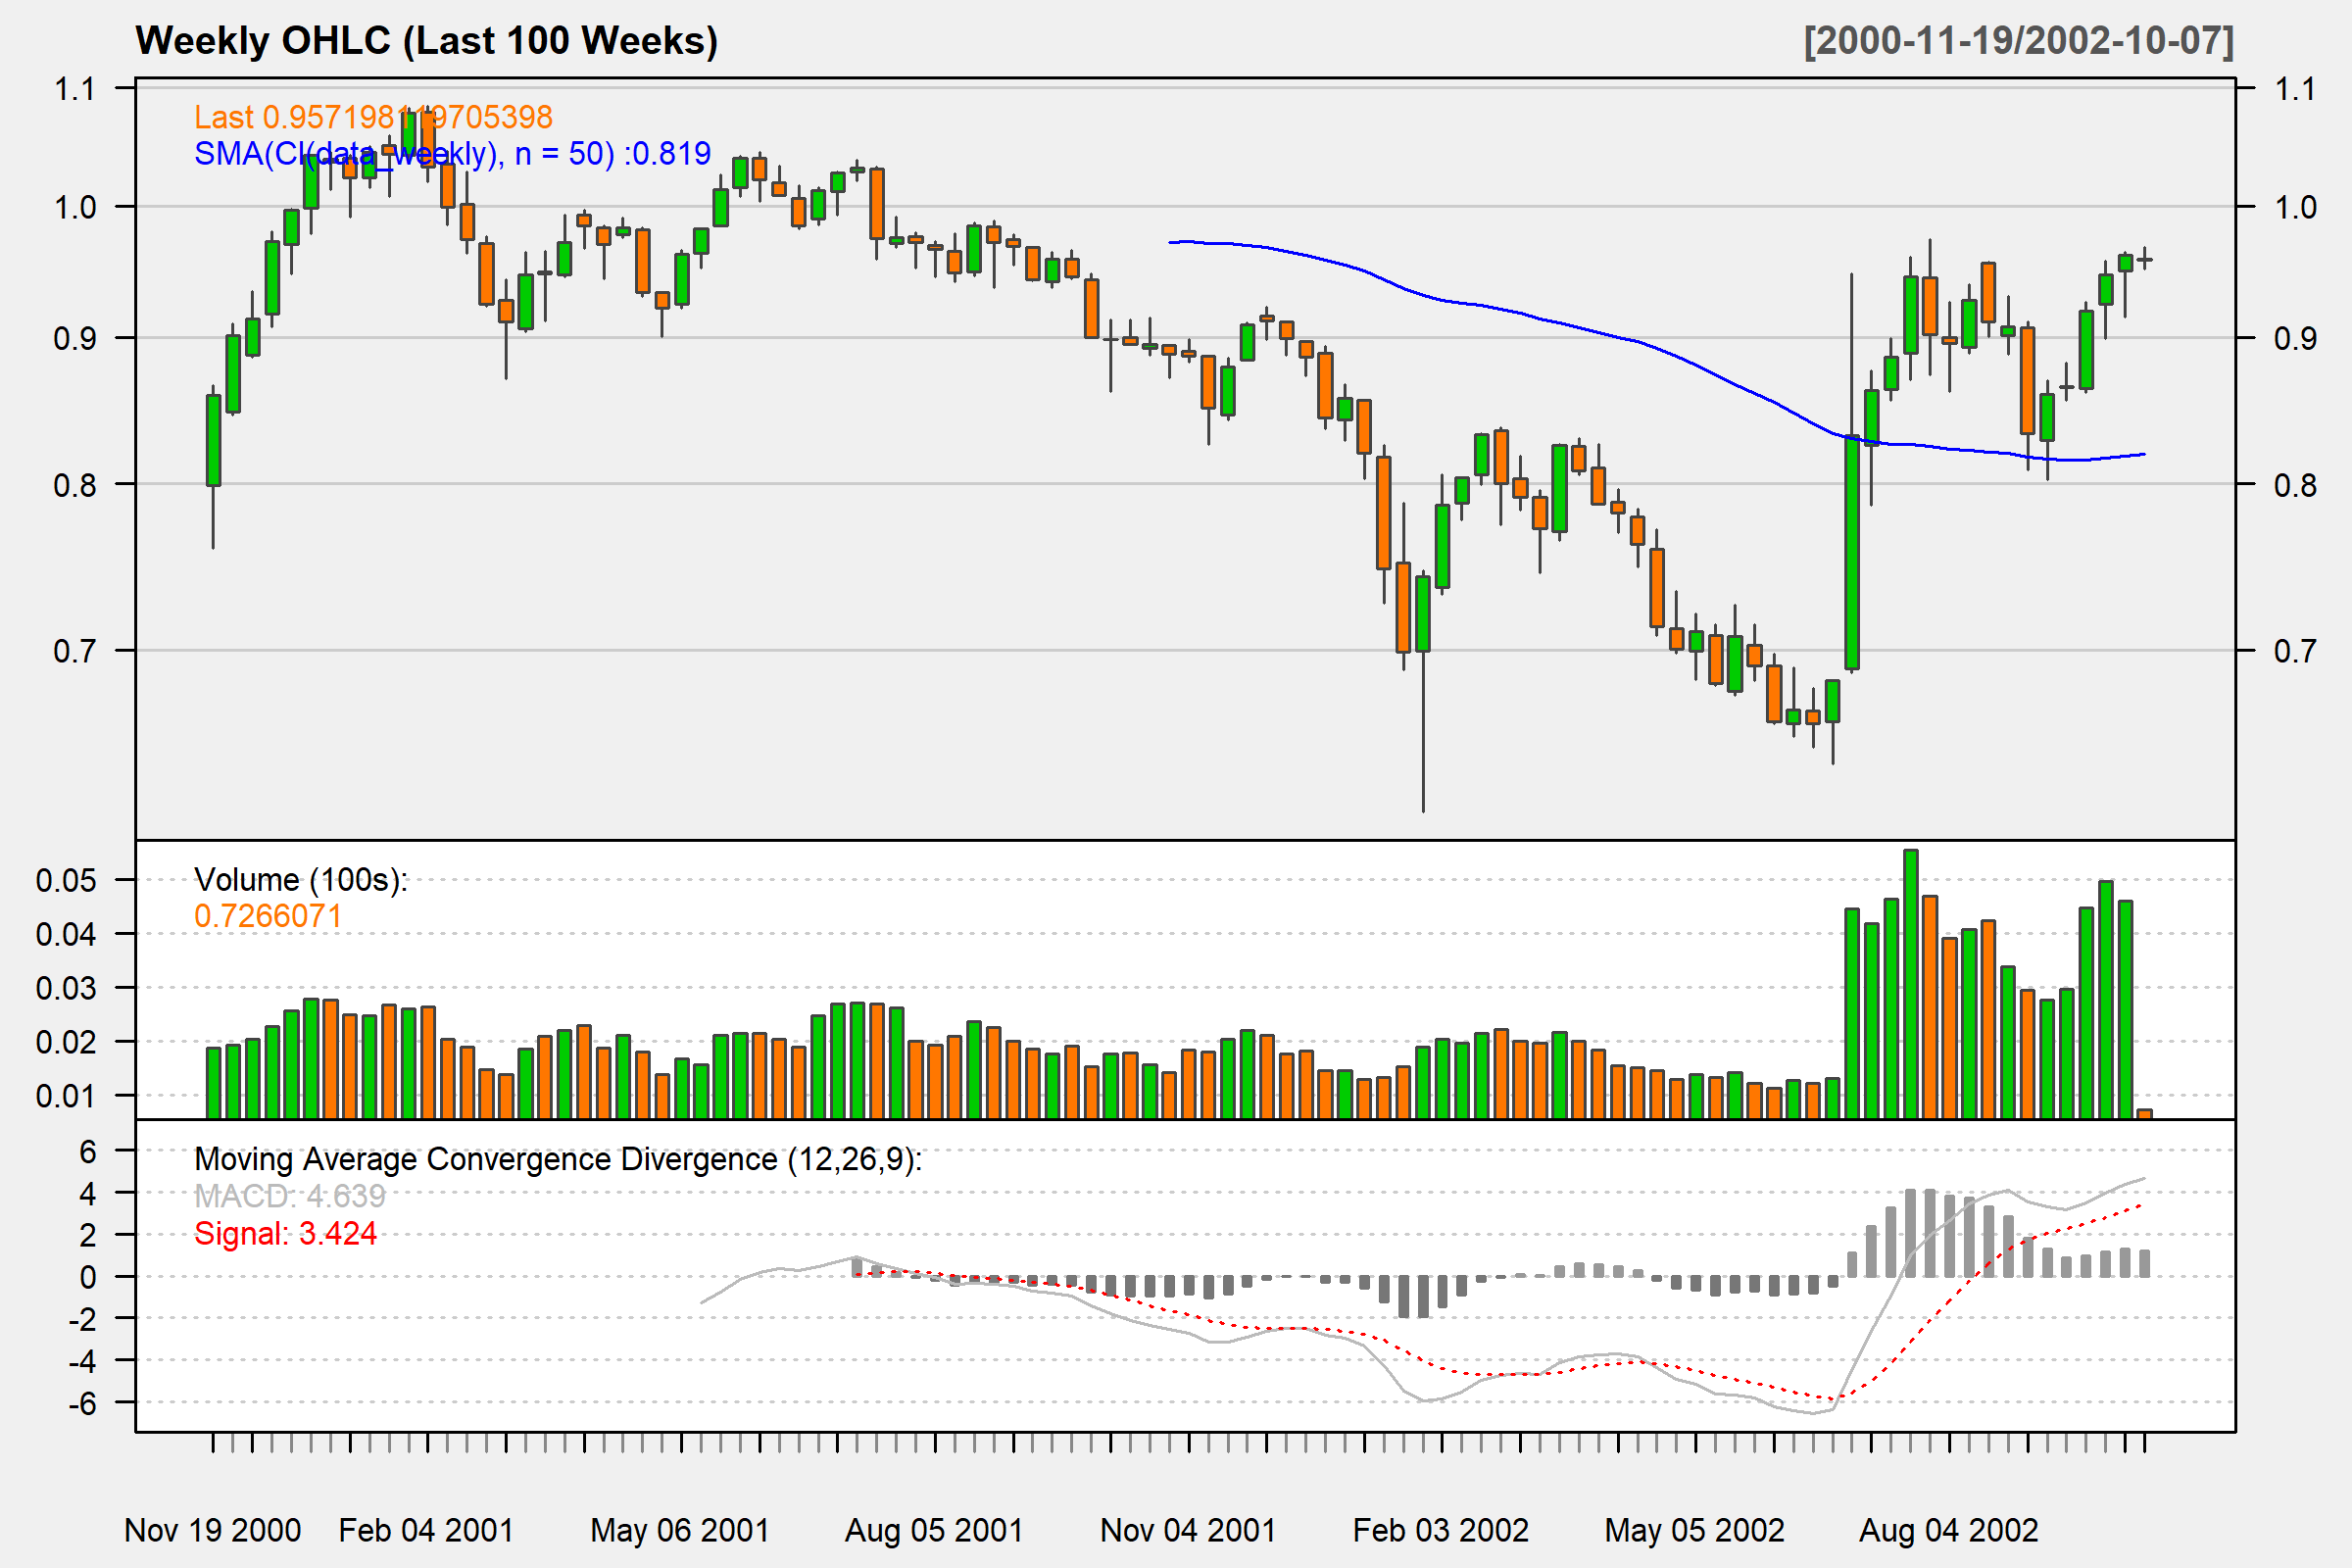 Weekly OHLC (Last 100 Weeks)
[2000-11-19/2002-10-07]
Last 0.957198119705398
SMA(Cl(data_weekly), n = 50) :0.819
1.1
1.0
0.9
0.8
0.7
1.1
1.0
0.9
0.8
0.7
Volume (100s):
0.7266071
0.05
0.04
0.03
0.02
0.01
Moving Average Convergence Divergence (12,26,9):
MACD: 4.639
Signal: 3.424
6
4
2
0
-2
-4
-6
Nov 19 2000
Feb 04 2001
May 06 2001
Aug 05 2001
Nov 04 2001
Feb 03 2002
May 05 2002
Aug 04 2002